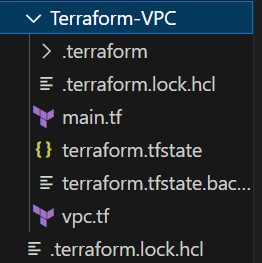 Terraform-VPC
.terraform
.terraform.lock.hcl
main.tf
terraform.tfstate
terraform.tfstate.bac...
vpc.tf
.terraform.lock.hcl